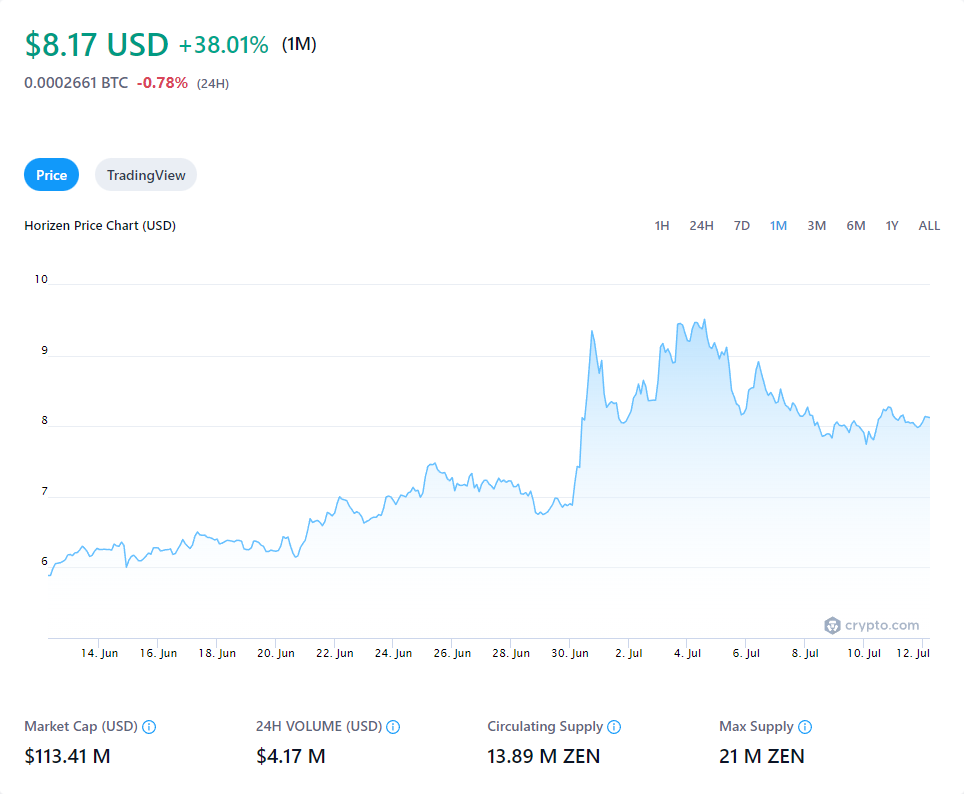 $8.17 USD +38.01% (1M)
0.0002661 BTC -0.78% (24H)
Price TradingView
Horizen Price Chart (USD) 1H 24H 7D 1M 3M 6M 1Y ALL
10
9
8
7
6
crypto.com
14. Jun 16. Jun 18. Jun 20. Jun 22. Jun 24. Jun 26. Jun 28. Jun 30. Jun 2. Jul 4. Jul 6. Jul 8. Jul 10. Jul 12. Jul
Market Cap (USD) 24H VOLUME (USD) Circulating Supply Max Supply
$113.41 M $4.17 M 13.89 M ZEN 21 M ZEN